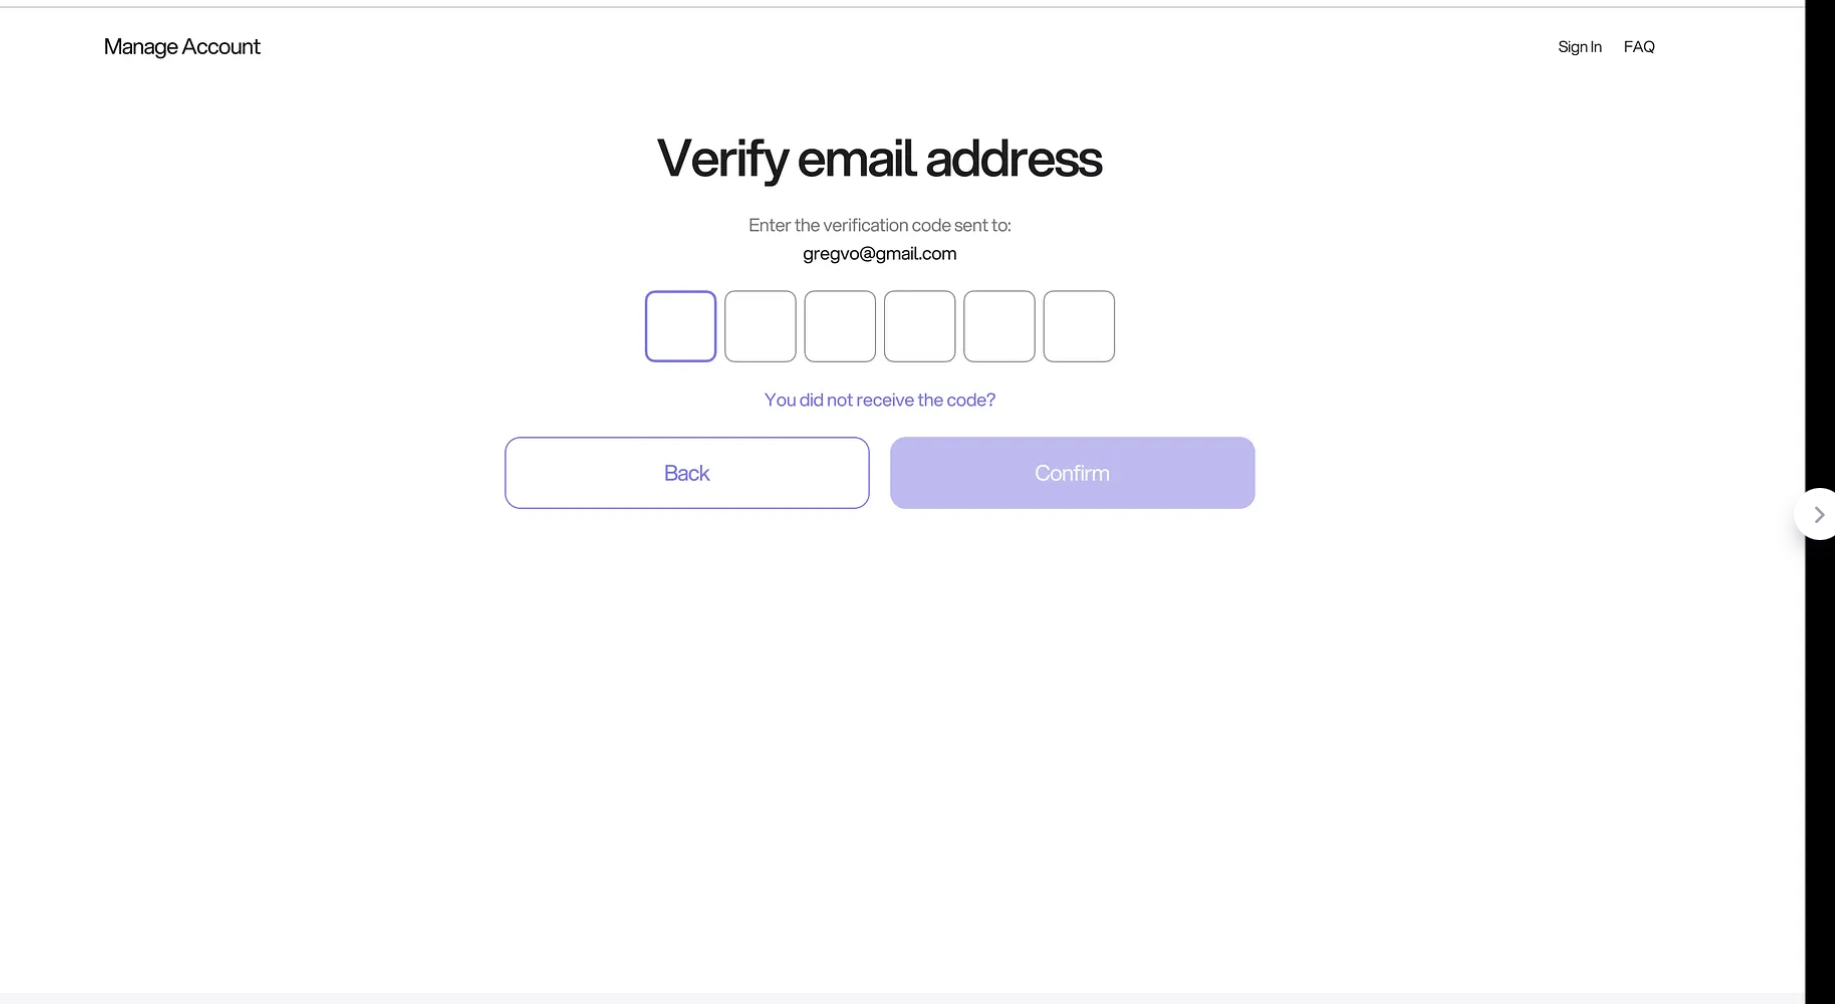 Manage Account
Sign In FAQ
Verify email address
Enter the verification code sent to:
gregvo@gmail.com
You did not receive the code?
Back
Confirm